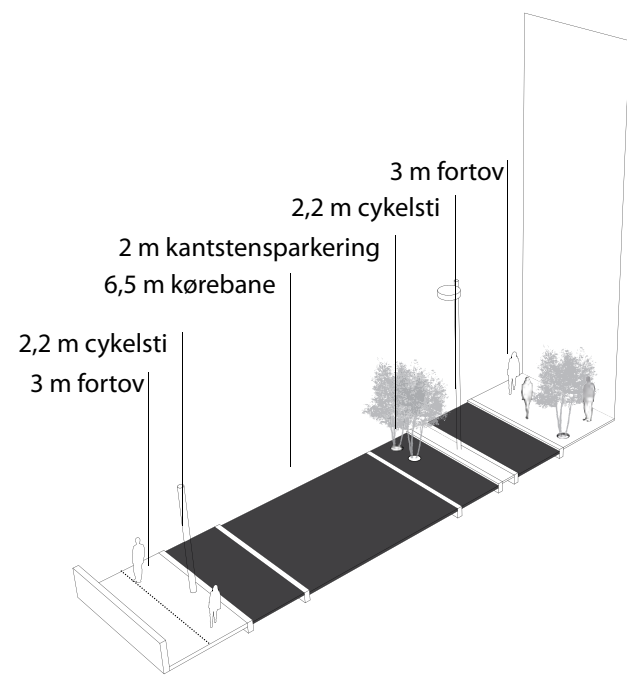 3 m fortov
2,2 m cykelsti
2 m kantstensparkering
6,5 m kørebane
2,2 m cykelsti
3 m fortov